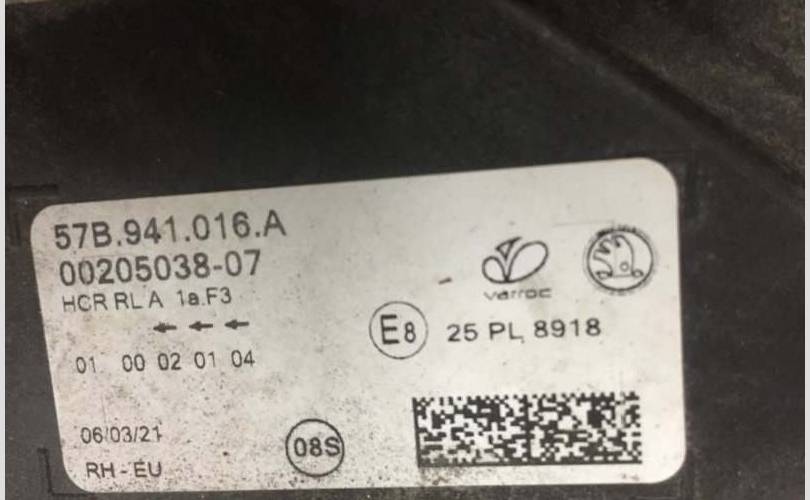 57B.941.016.A
00205038-07
HCR RL A 1a.F3
← ← ←
01 00 02 01 04
varroc
E8 25 PL 8918
06/03/21
08S
RH - EU